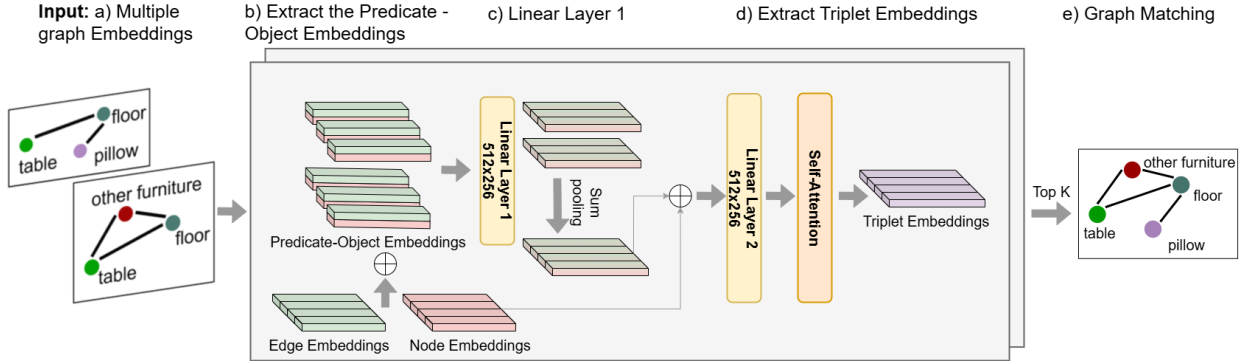 Input: a) Multiple
graph Embeddings
b) Extract the Predicate -
Object Embeddings
c) Linear Layer 1
d) Extract Triplet Embeddings
e) Graph Matching
floor
table
pillow
other furniture
floor
table
Predicate-Object Embeddings
Edge Embeddings
Node Embeddings
Linear Layer 1
512x256
Sum
pooling
Linear Layer 2
512x256
Self-Attention
Triplet Embeddings
Top K
other furniture
floor
table
pillow